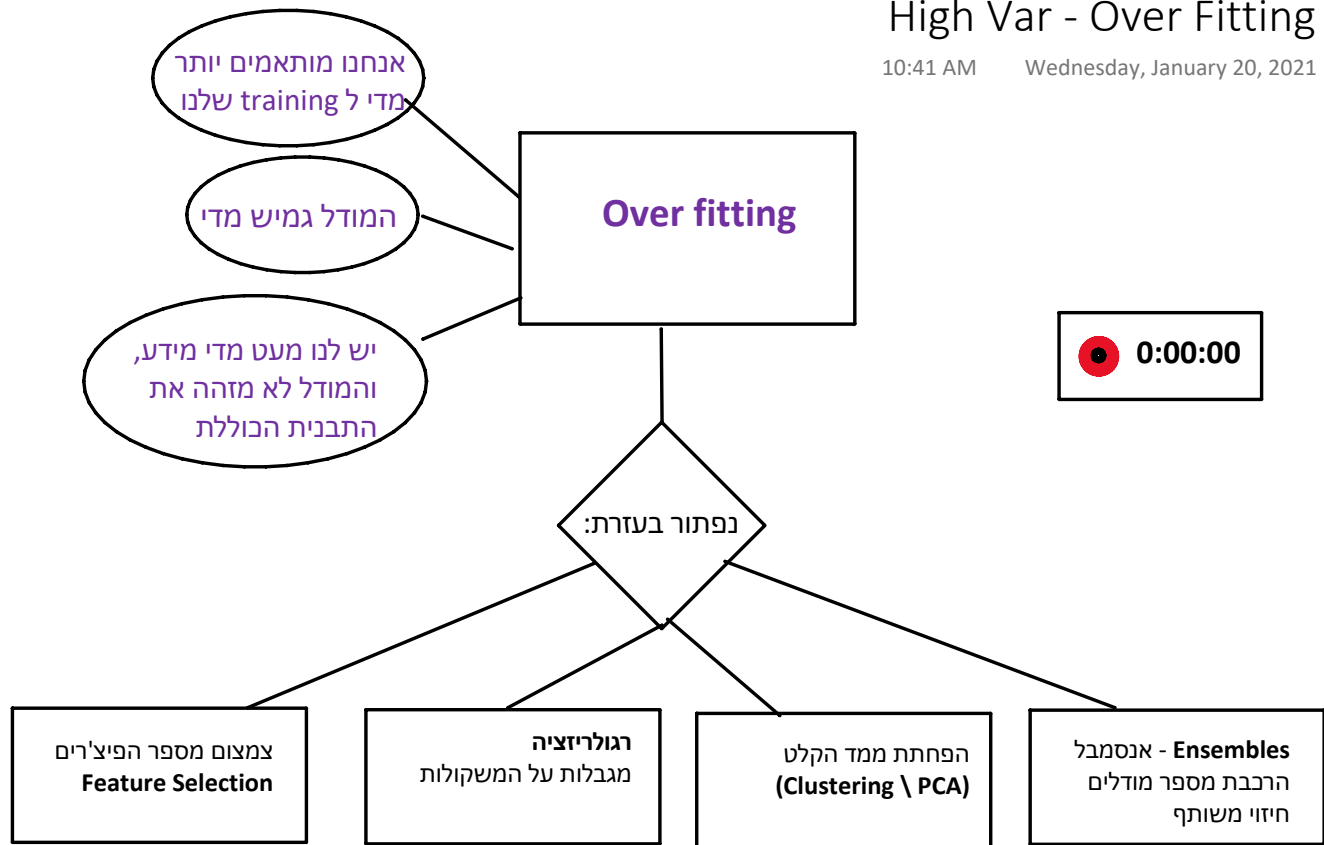 High Var - Over Fitting
10:41 AM Wednesday, January 20, 2021
אנחנו מותאמים יותר
מדי ל training שלנו
המודל גמיש מדי
יש לנו מעט מדי מידע,
והמודל לא מזהה את
התבנית הכוללת
Over fitting
0:00:00
נפתור בעזרת:
צמצום מספר הפיצ'רים
Feature Selection
רגולריזציה
מגבלות על המשקולות
הפחתת ממד הקלט
(Clustering \ PCA)
Ensembles - אנסמבל
הרכבת מספר מודלים
חיזוי משותף